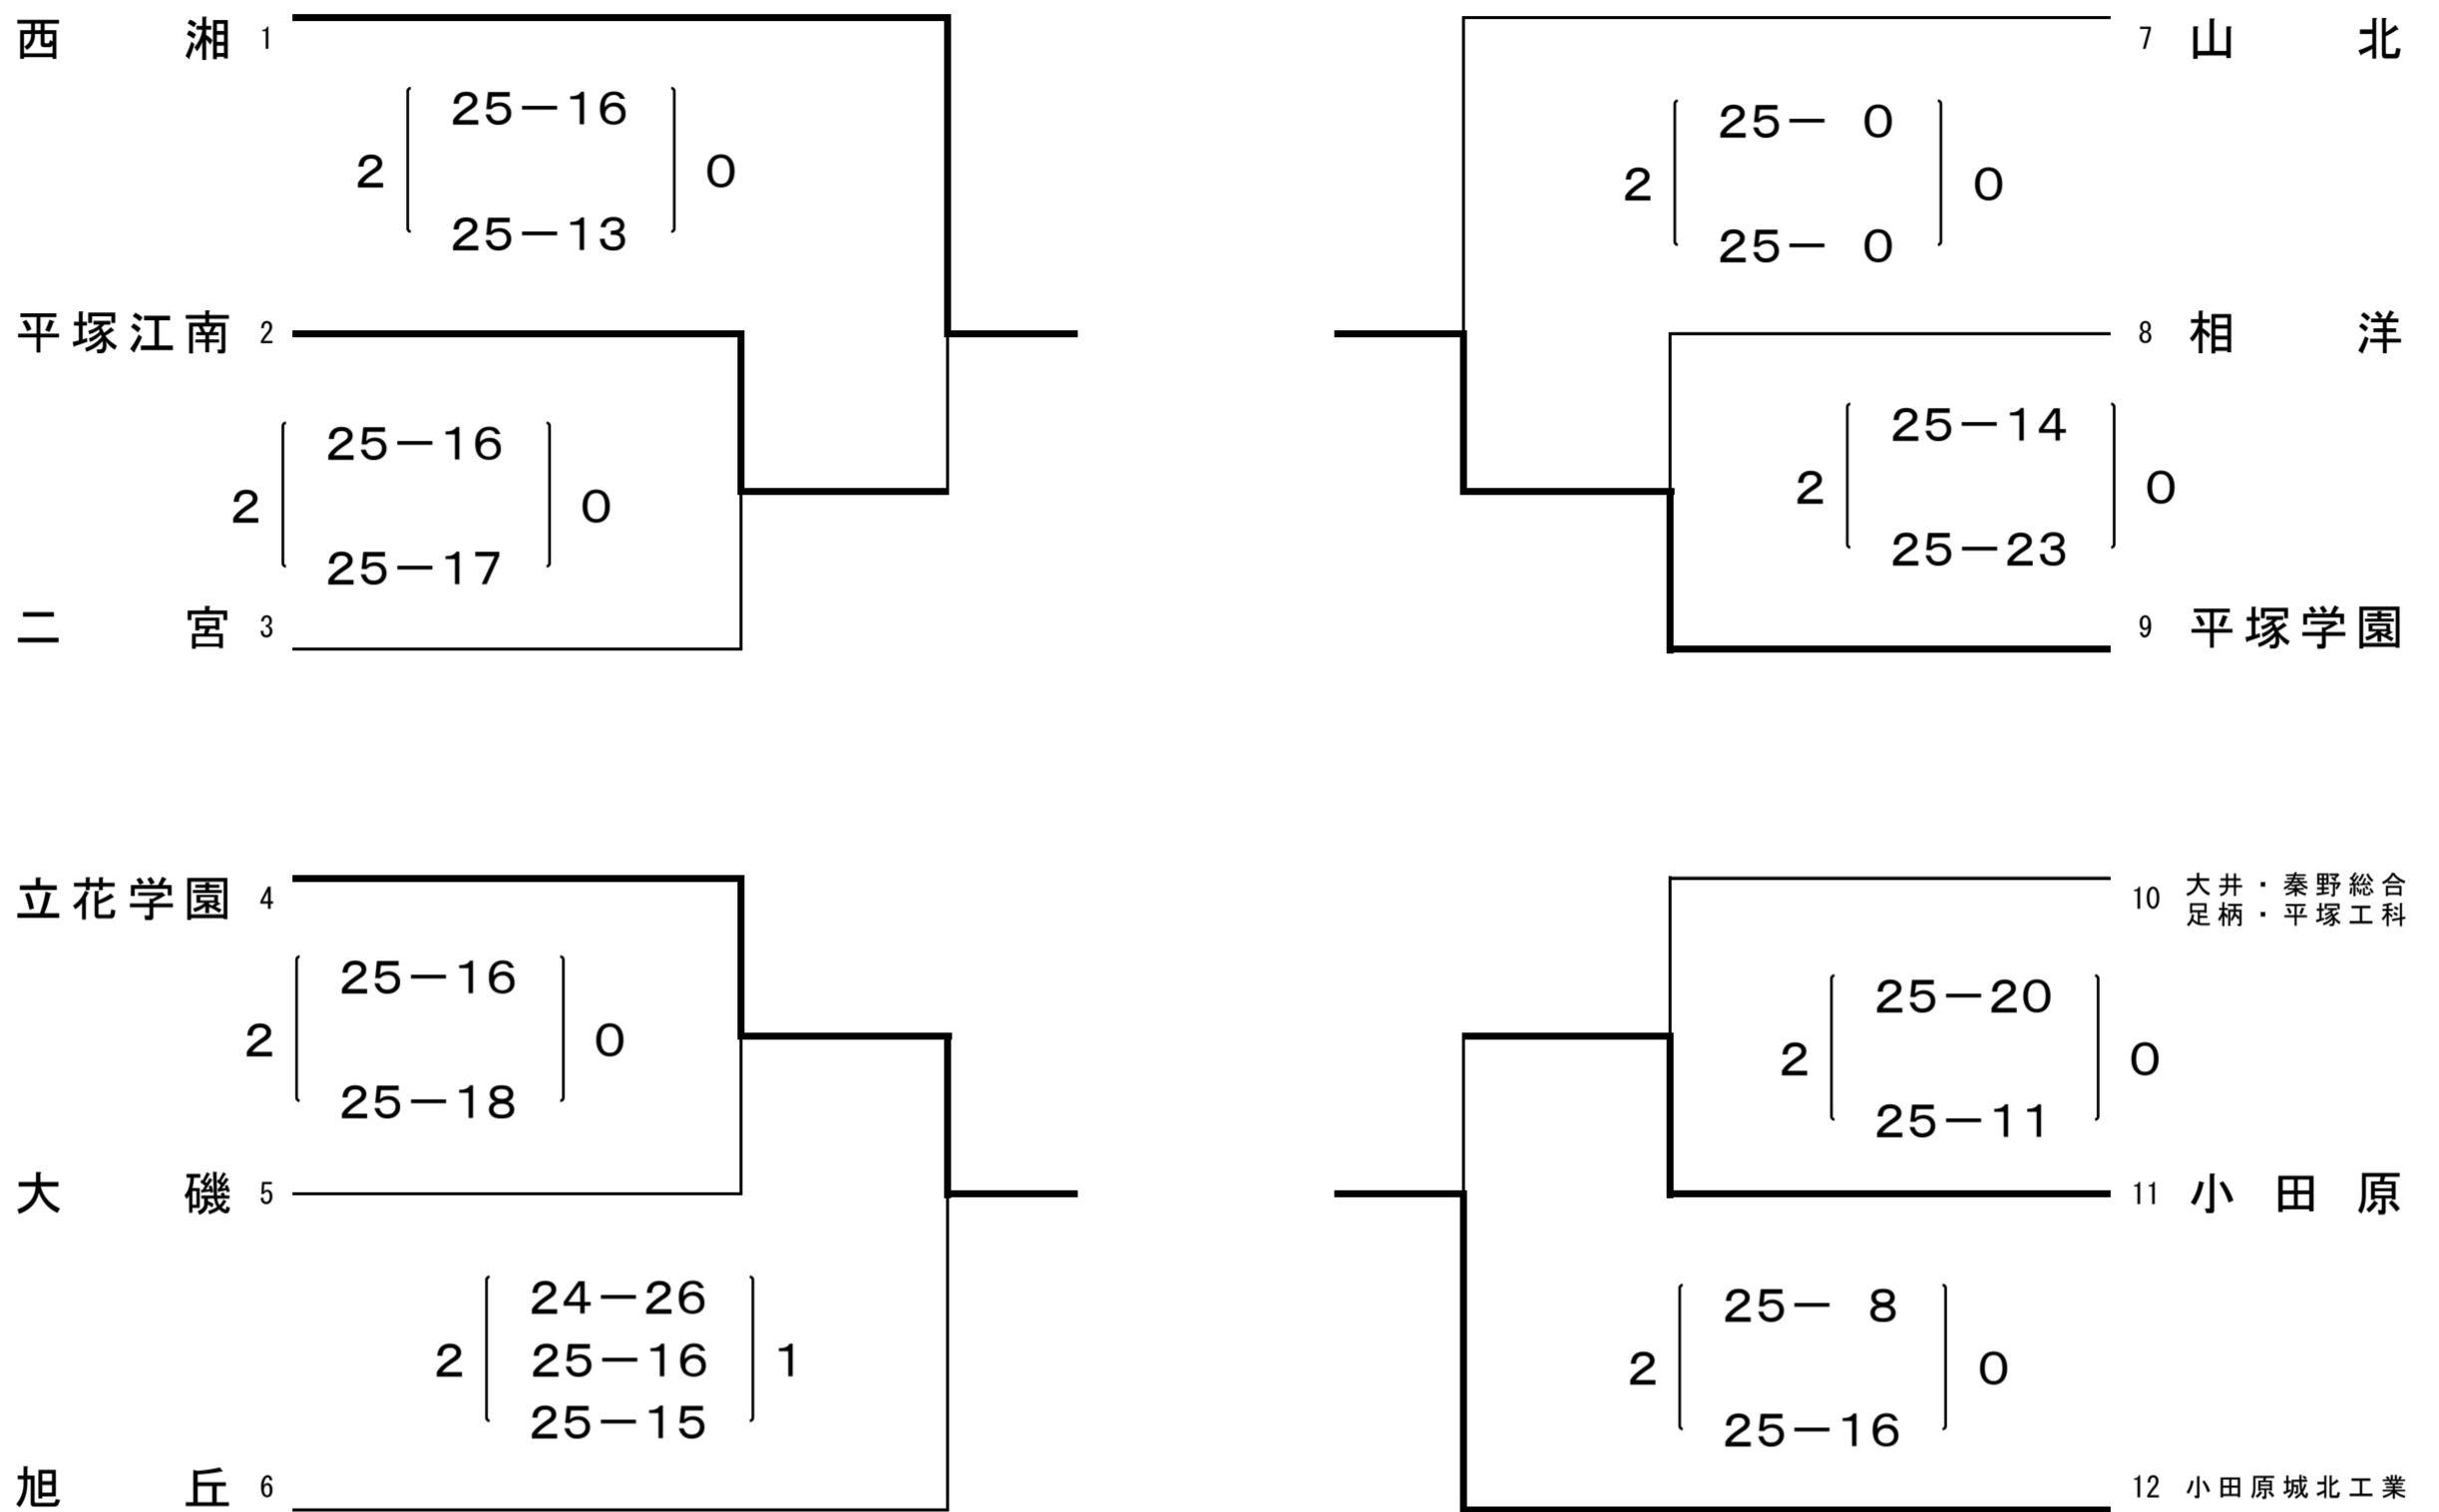 西湘 1
25－16
2 0
25－13
平塚江南 2
25－16
2 0
25－17
二宮 3
立花学園 4
25－16
2 0
25－18
大磯 5
24－26
2 25－16 1
25－15
旭丘 6
7 山北
25－ 0
2 0
25－ 0
8 相洋
25－14
2 0
25－23
9 平塚学園
10 大井・秦野総合
足柄・平塚工科
25－20
2 0
25－11
11 小田原
25－ 8
2 0
25－16
12 小田原城北工業